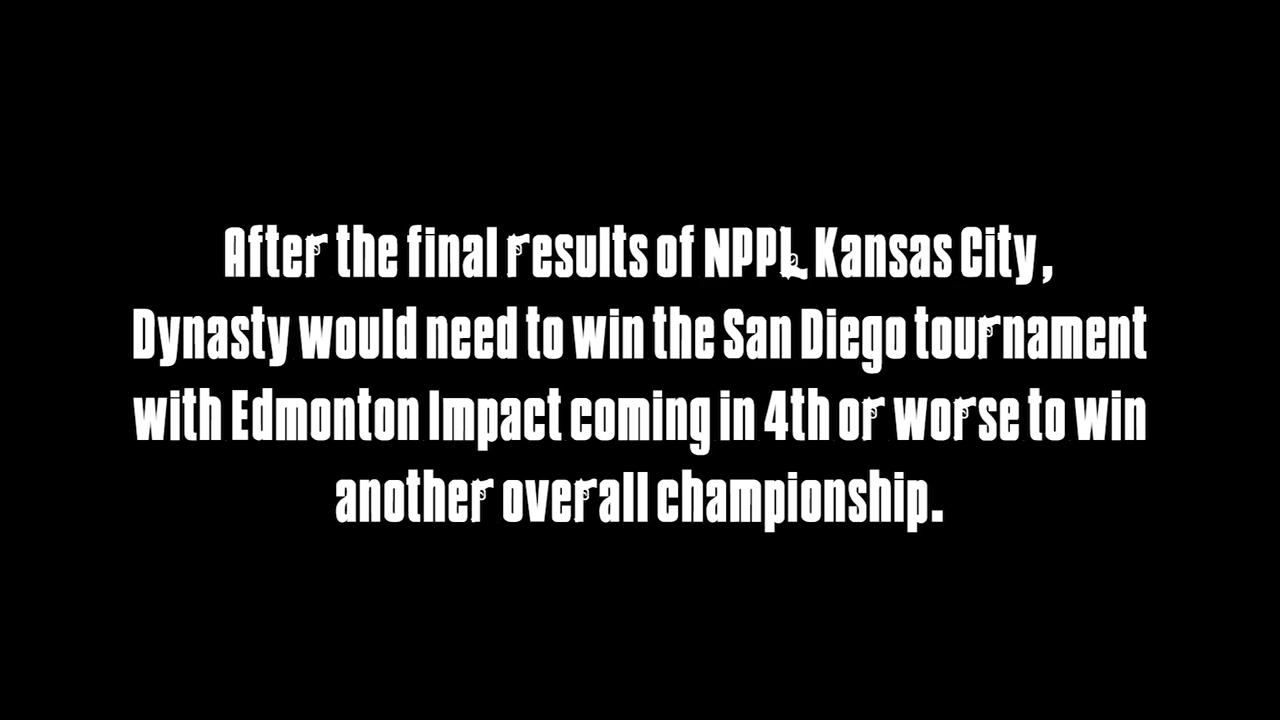 After the final results of NPPL Kansas City,
Dynasty would need to win the San Diego tournament
with Edmonton Impact coming in 4th or worse to win
another overall championship.